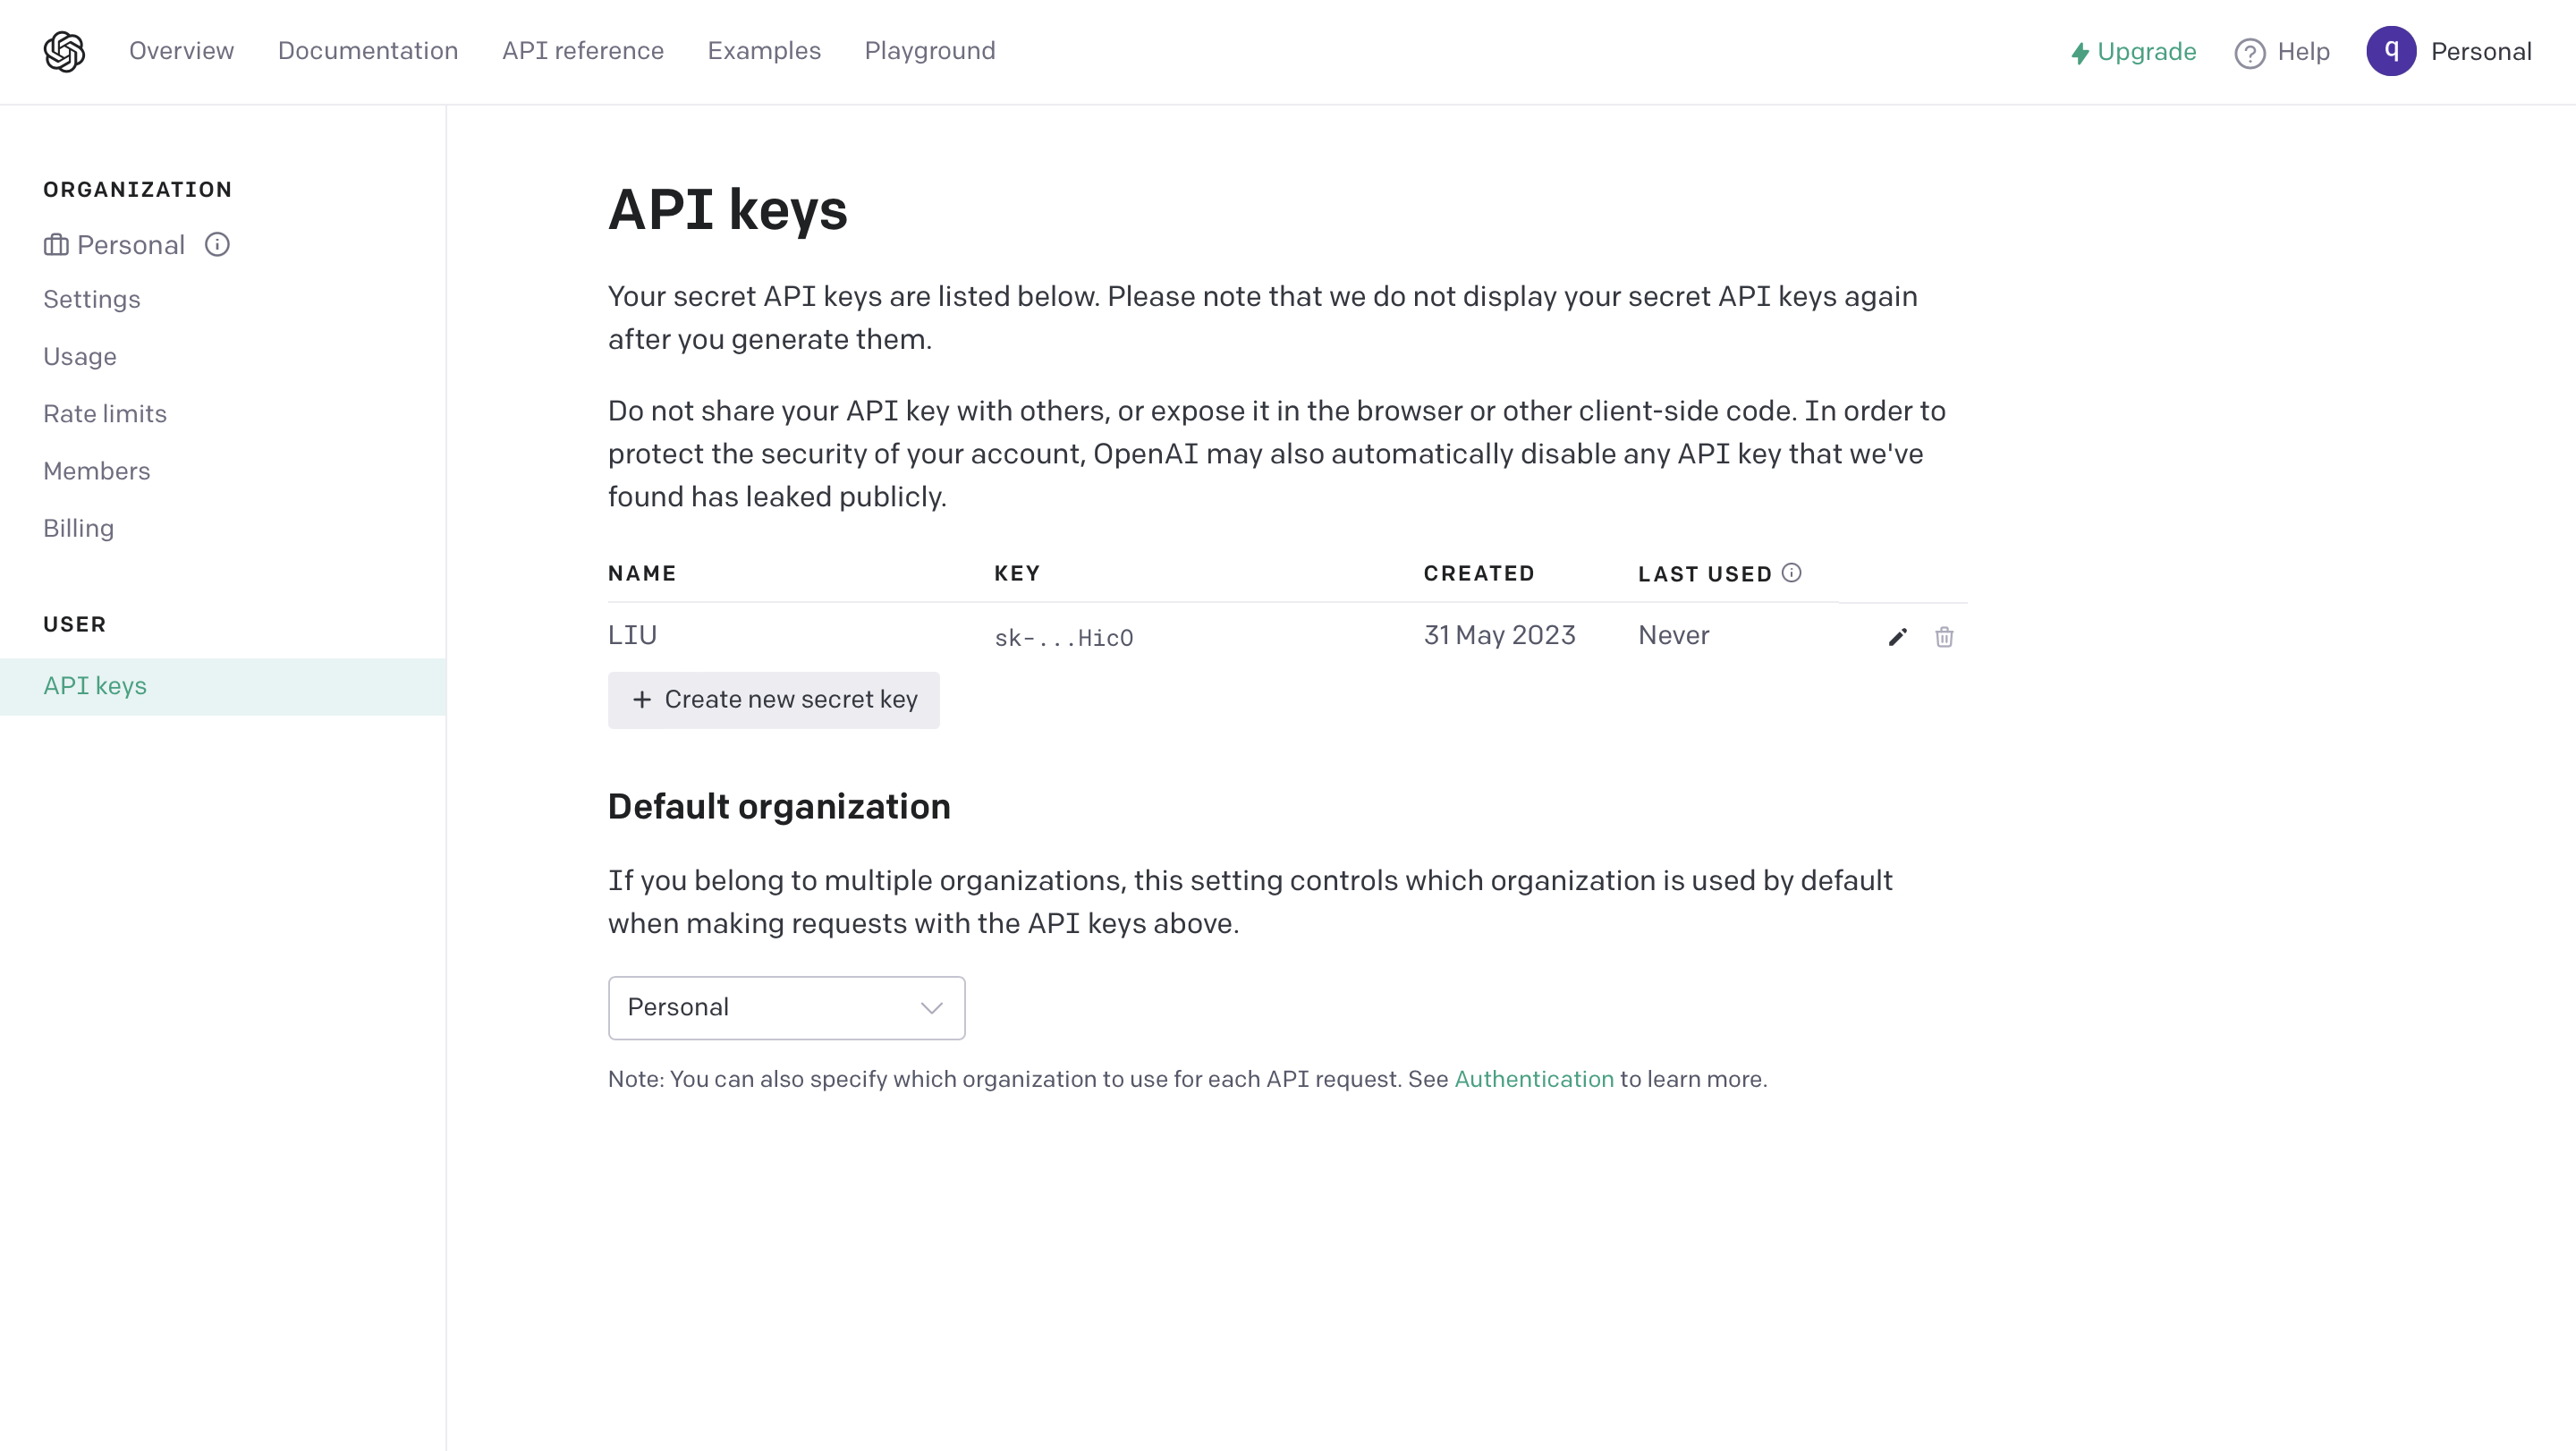 Overview Documentation API reference Examples Playground Upgrade Help q Personal
ORGANIZATION
Personal
Settings
Usage
Rate limits
Members
Billing
USER
API keys
API keys
Your secret API keys are listed below. Please note that we do not display your secret API keys again
after you generate them.
Do not share your API key with others, or expose it in the browser or other client-side code. In order to
protect the security of your account, OpenAI may also automatically disable any API key that we've
found has leaked publicly.
NAME KEY CREATED LAST USED
LIU sk-...HicO 31 May 2023 Never
+ Create new secret key
Default organization
If you belong to multiple organizations, this setting controls which organization is used by default
when making requests with the API keys above.
Personal
Note: You can also specify which organization to use for each API request. See Authentication to learn more.